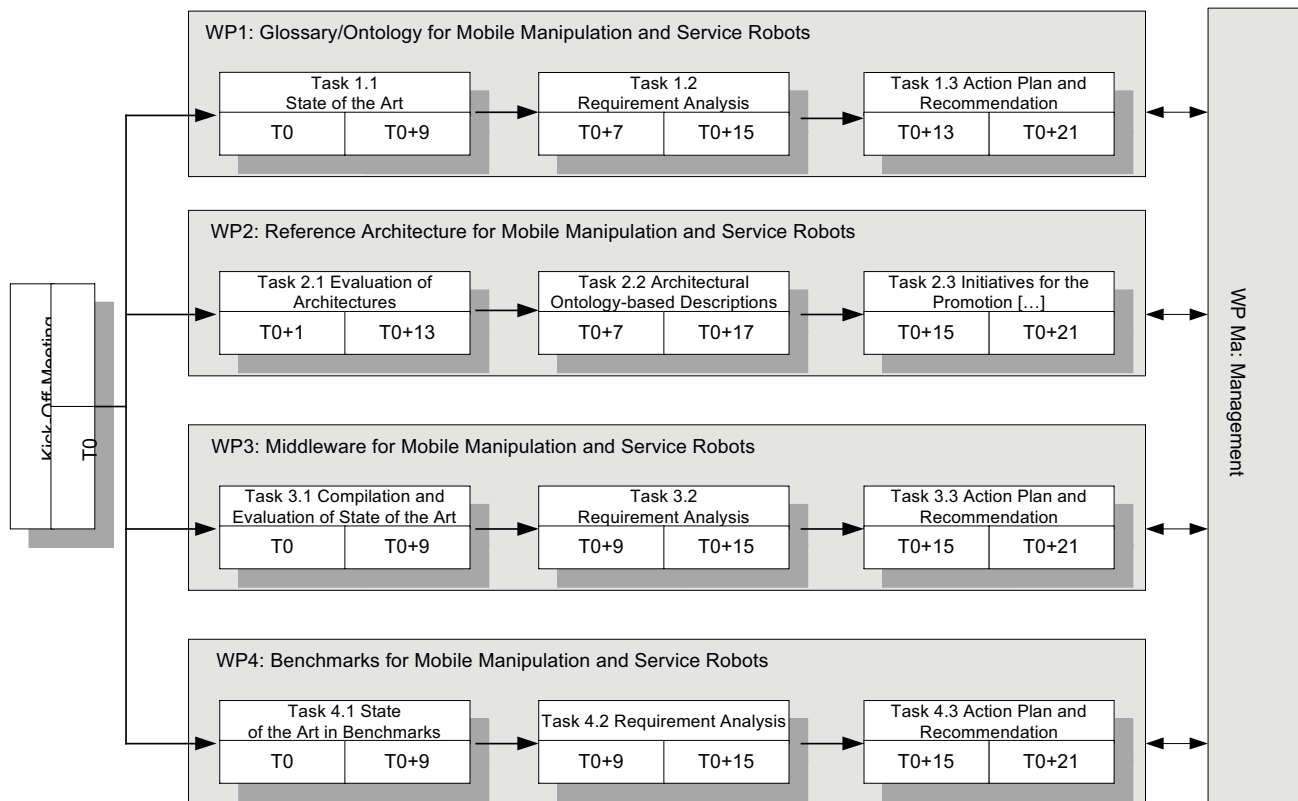 WP1: Glossary/Ontology for Mobile Manipulation and Service Robots
Task 1.1
State of the Art
T0
T0+9
Task 1.2
Requirement Analysis
T0+7
T0+15
Task 1.3 Action Plan and
Recommendation
T0+13
T0+21
WP2: Reference Architecture for Mobile Manipulation and Service Robots
Task 2.1 Evaluation of
Architectures
T0+1
T0+13
Task 2.2 Architectural
Ontology-based Descriptions
T0+7
T0+17
Task 2.3 Initiatives for the
Promotion [...]
T0+15
T0+21
Kick-Off Meeting
T0
WP3: Middleware for Mobile Manipulation and Service Robots
Task 3.1 Compilation and
Evaluation of State of the Art
T0
T0+9
Task 3.2
Requirement Analysis
T0+9
T0+15
Task 3.3 Action Plan and
Recommendation
T0+15
T0+21
WP4: Benchmarks for Mobile Manipulation and Service Robots
Task 4.1 State
of the Art in Benchmarks
T0
T0+9
Task 4.2 Requirement Analysis
T0+9
T0+15
Task 4.3 Action Plan and
Recommendation
T0+15
T0+21
WP Ma: Management